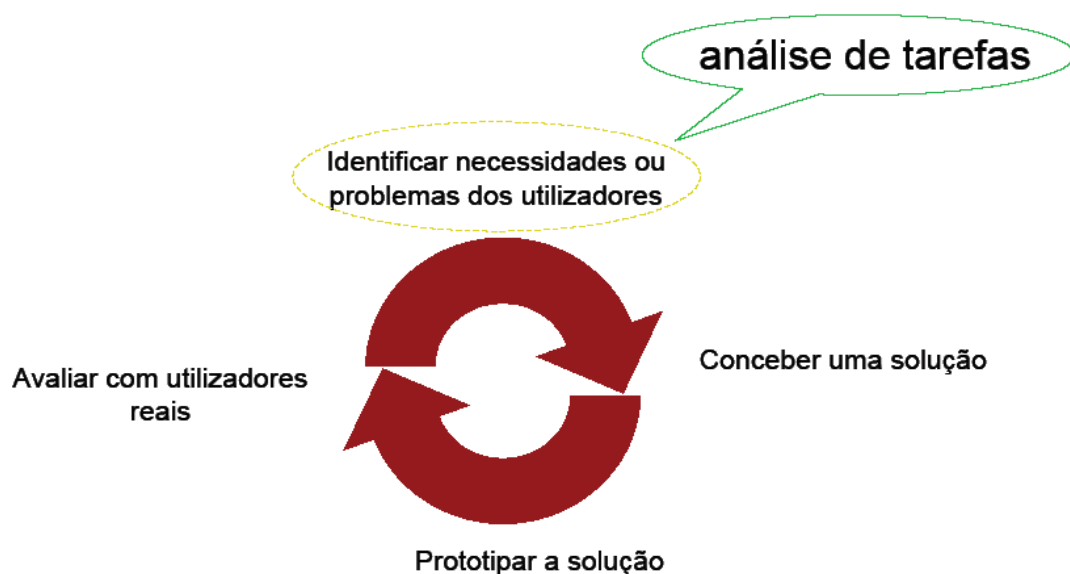 análise de tarefas
Identificar necessidades ou
problemas dos utilizadores
Conceber uma solução
Avaliar com utilizadores
reais
Prototipar a solução